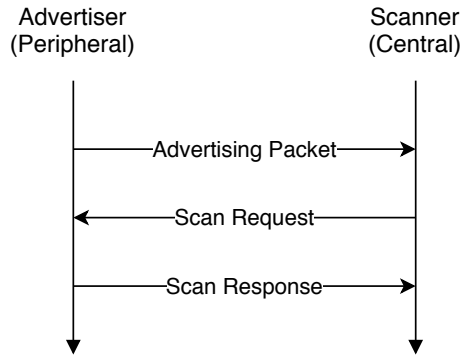 Advertiser
(Peripheral)
Scanner
(Central)
Advertising Packet
Scan Request
Scan Response